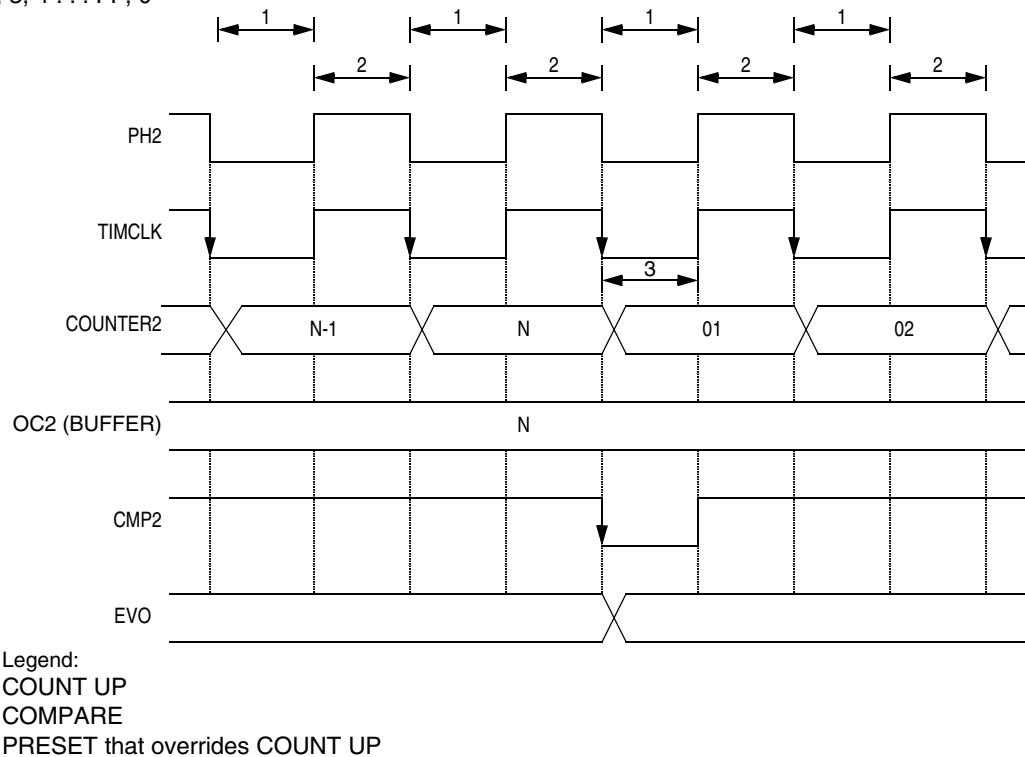 1 1 1 1
2 2 2 2
PH2
TIMCLK
3
COUNTER2 N-1 N 01 02
OC2 (BUFFER) N
CMP2
EVO
Legend:
COUNT UP
COMPARE
PRESET that overrides COUNT UP